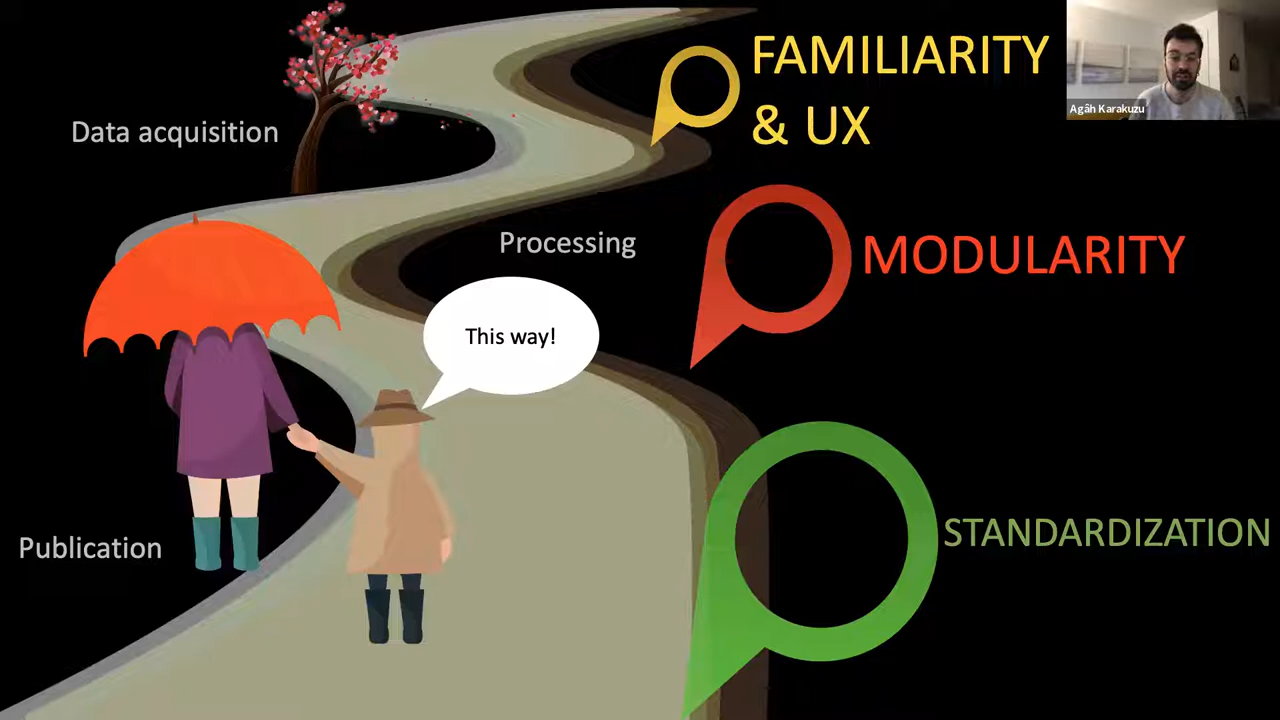 FAMILIARITY
& UX
Agâh Karakuzu
Data acquisition
Processing
MODULARITY
This way!
Publication
STANDARDIZATION